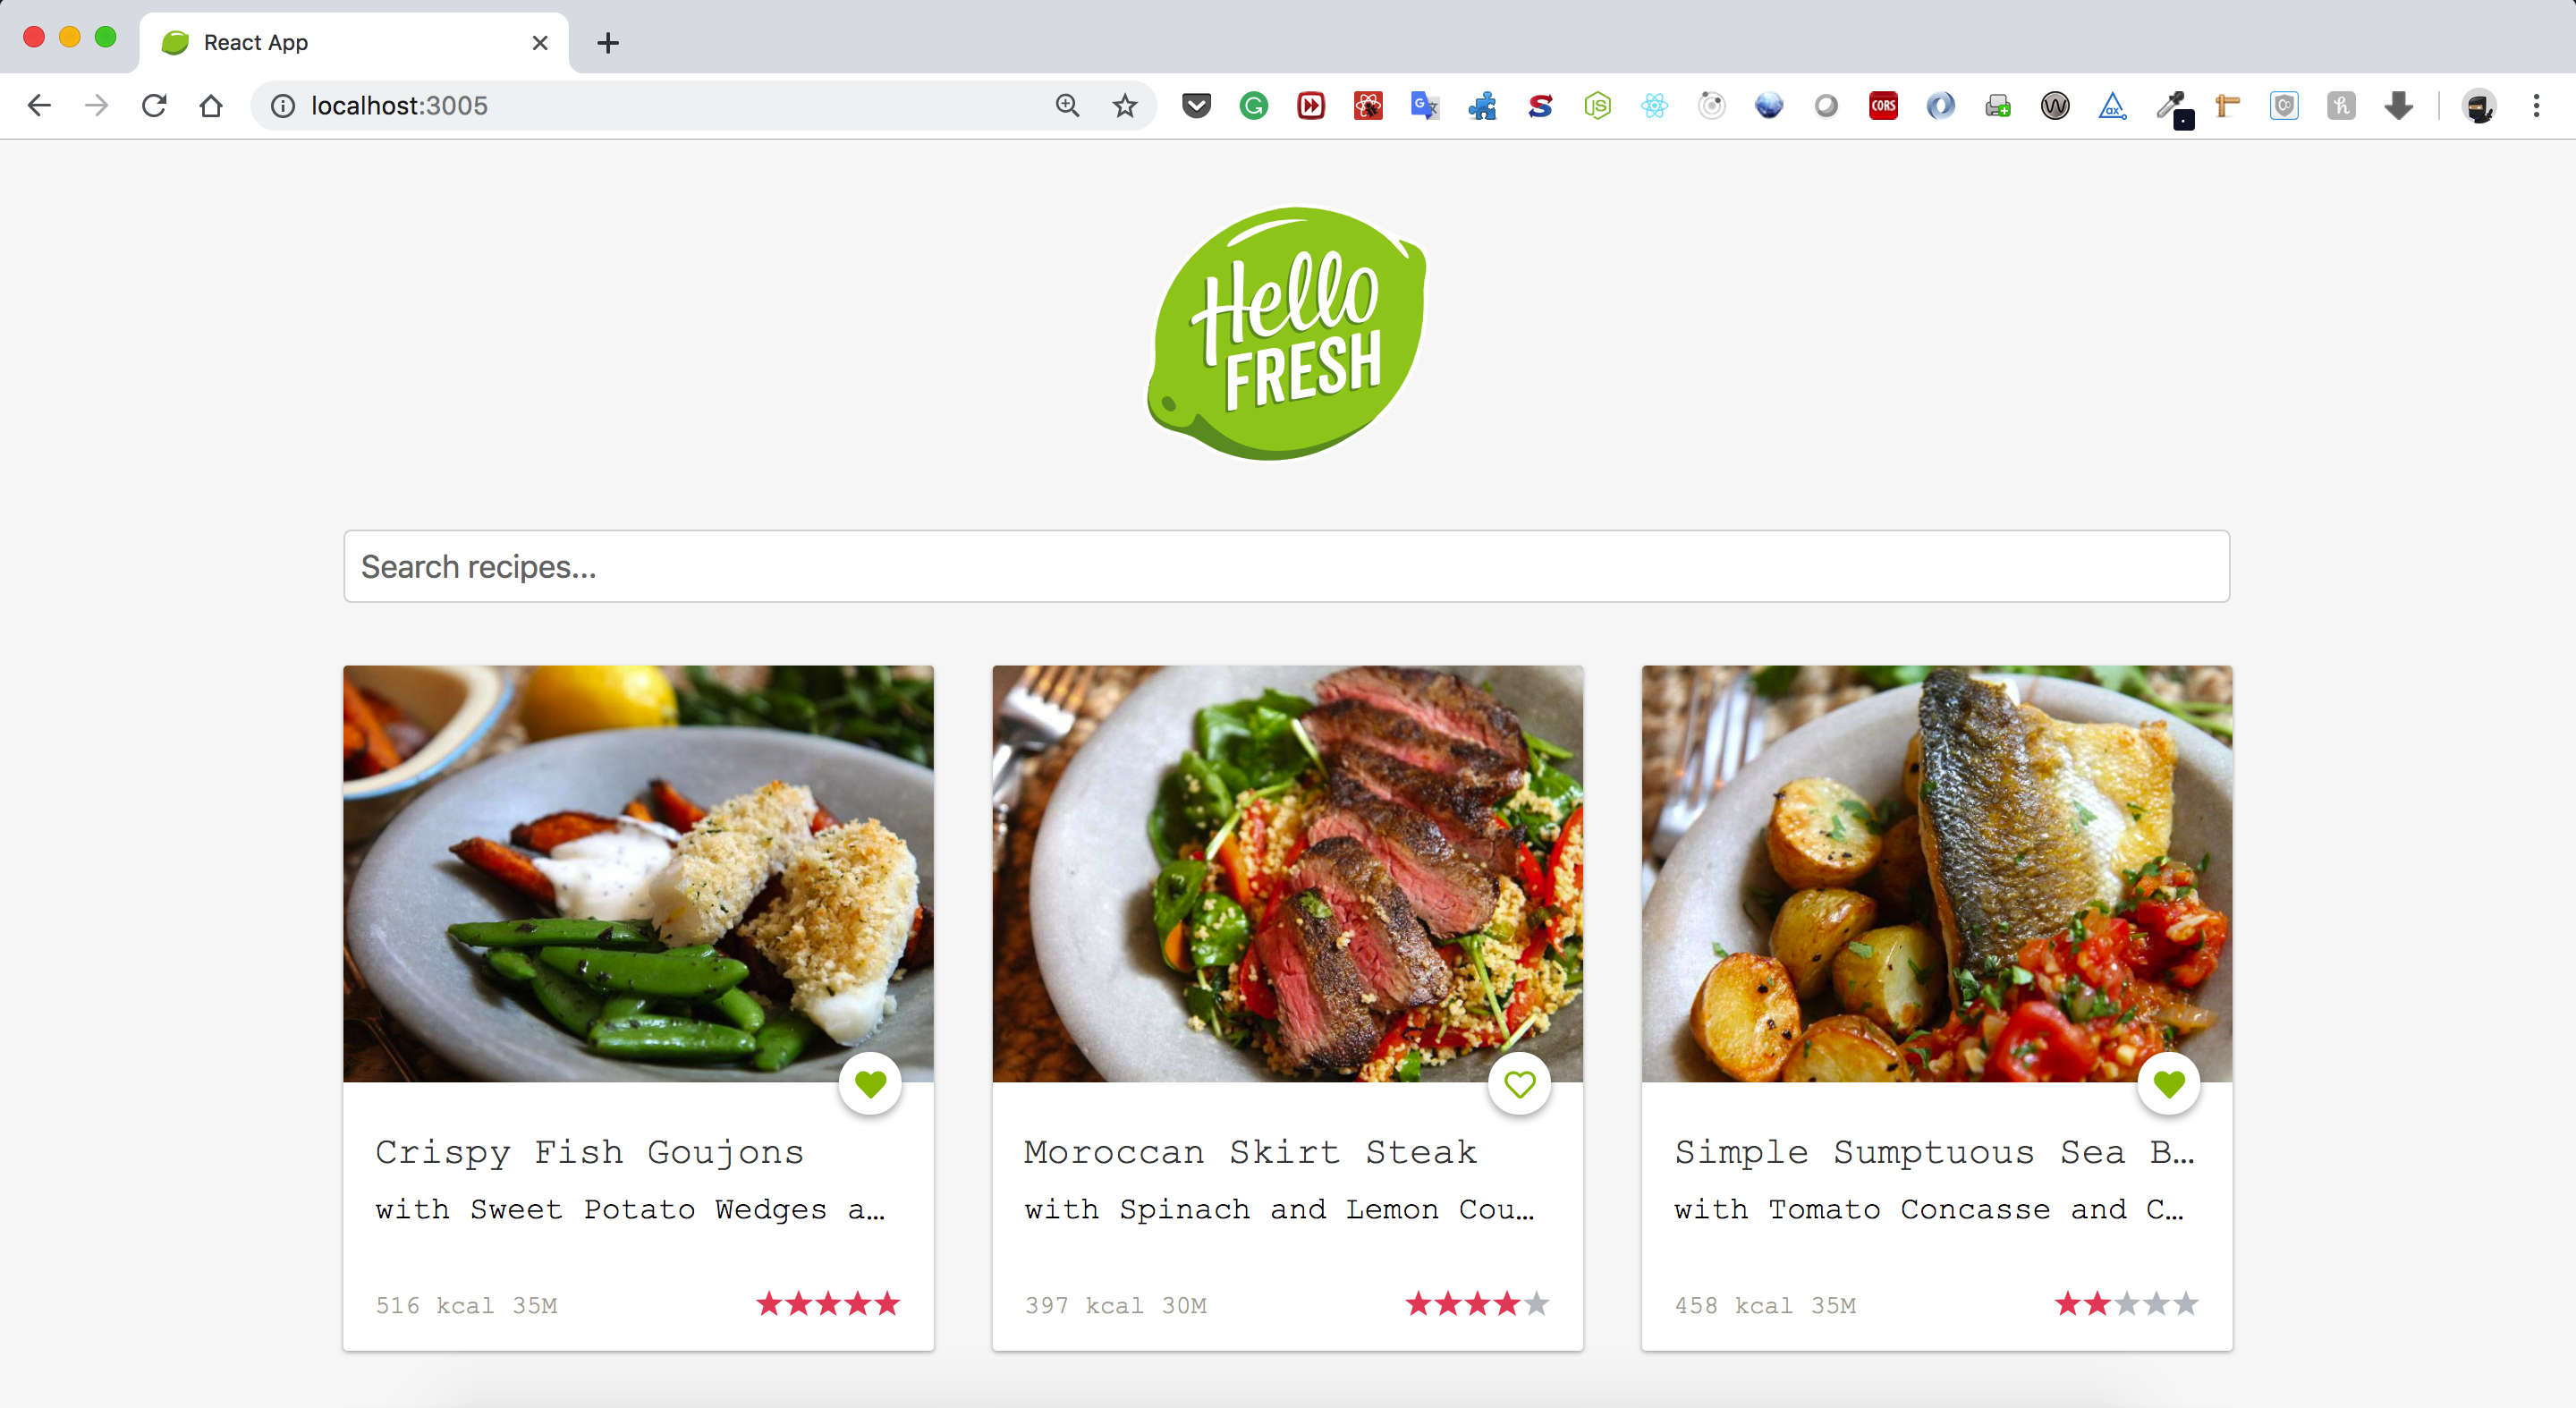 React App
localhost:3005
CORS
Hello
FRESH
Search recipes...
Crispy Fish Goujons
with Sweet Potato Wedges a…
516 kcal 35M
Moroccan Skirt Steak
with Spinach and Lemon Cou…
397 kcal 30M
Simple Sumptuous Sea B…
with Tomato Concasse and C…
458 kcal 35M